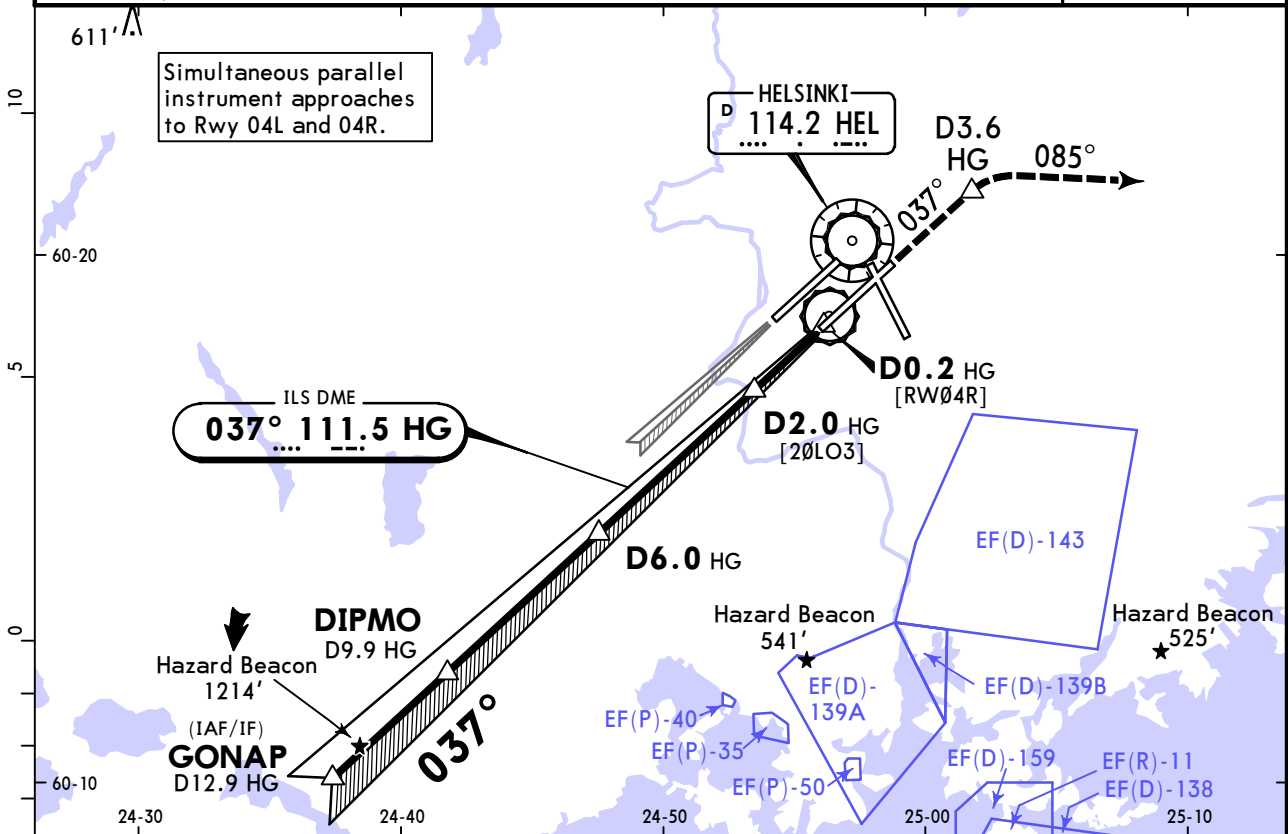 611'
Simultaneous parallel
instrument approaches
to Rwy 04L and 04R.
10
HELSINKI
D 114.2 HEL
D3.6
HG
085°
037°
60-20
5
ILS DME
037° 111.5 HG
D0.2 HG
[RWØ4R]
D2.0 HG
[2ØLO3]
EF(D)-143
D6.0 HG
0
DIPMO
D9.9 HG
Hazard Beacon
541'
Hazard Beacon
525'
Hazard Beacon
1214'
EF(D)-
139A
EF(D)-139B
EF(P)-40
EF(P)-35
037°
(IAF/IF)
GONAP
D12.9 HG
EF(P)-50
EF(D)-159
EF(R)-11
EF(D)-138
60-10
24-30
24-40
24-50
25-00
25-10